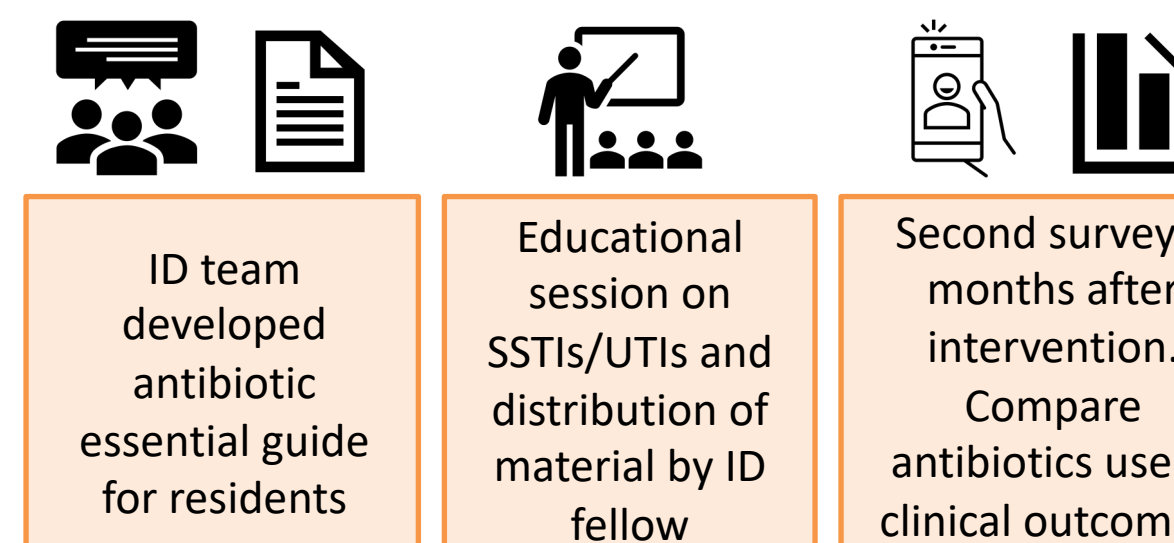 ID team
developed
antibiotic
essential guide
for residents
Educational
session on
SSTIs/UTIs and
distribution of
material by ID
fellow
Second survey
months after
intervention.
Compare
antibiotics use
clinical